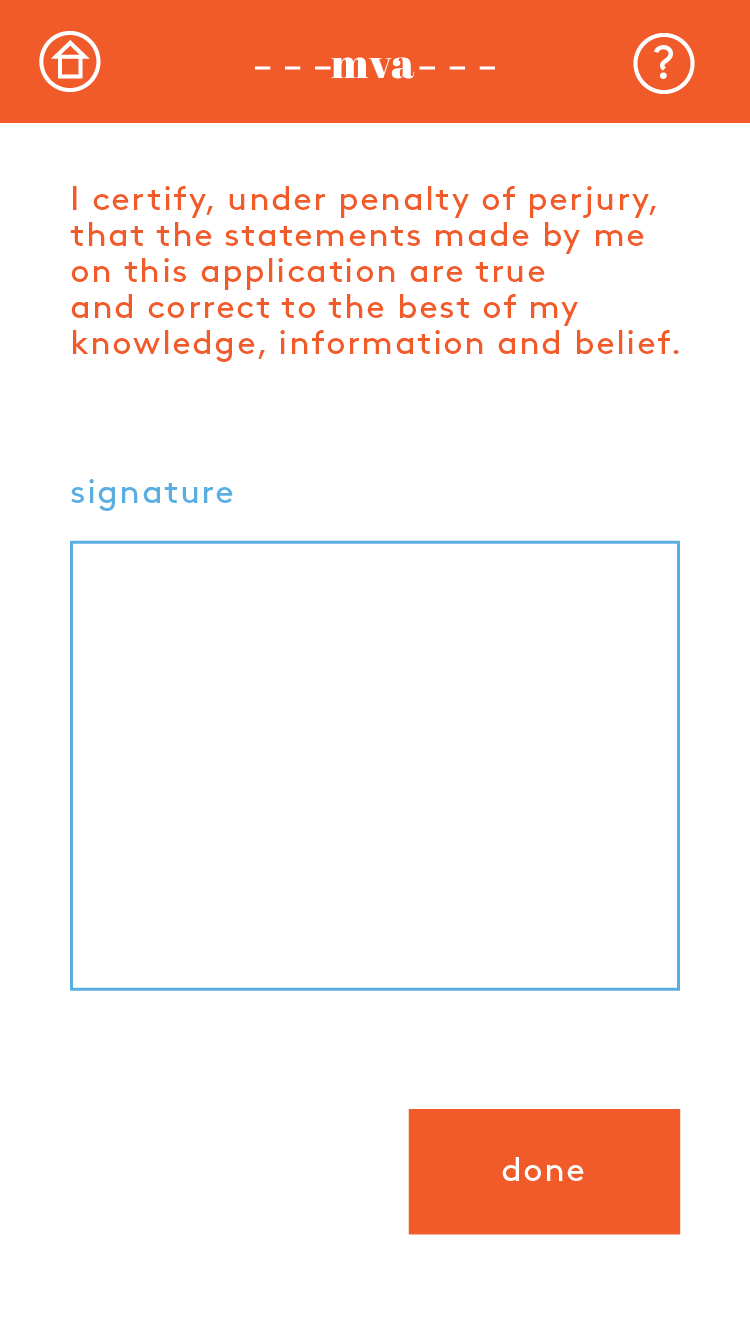 - - -mva- - -
?
I certify, under penalty of perjury,
that the statements made by me
on this application are true
and correct to the best of my
knowledge, information and belief.
signature
done